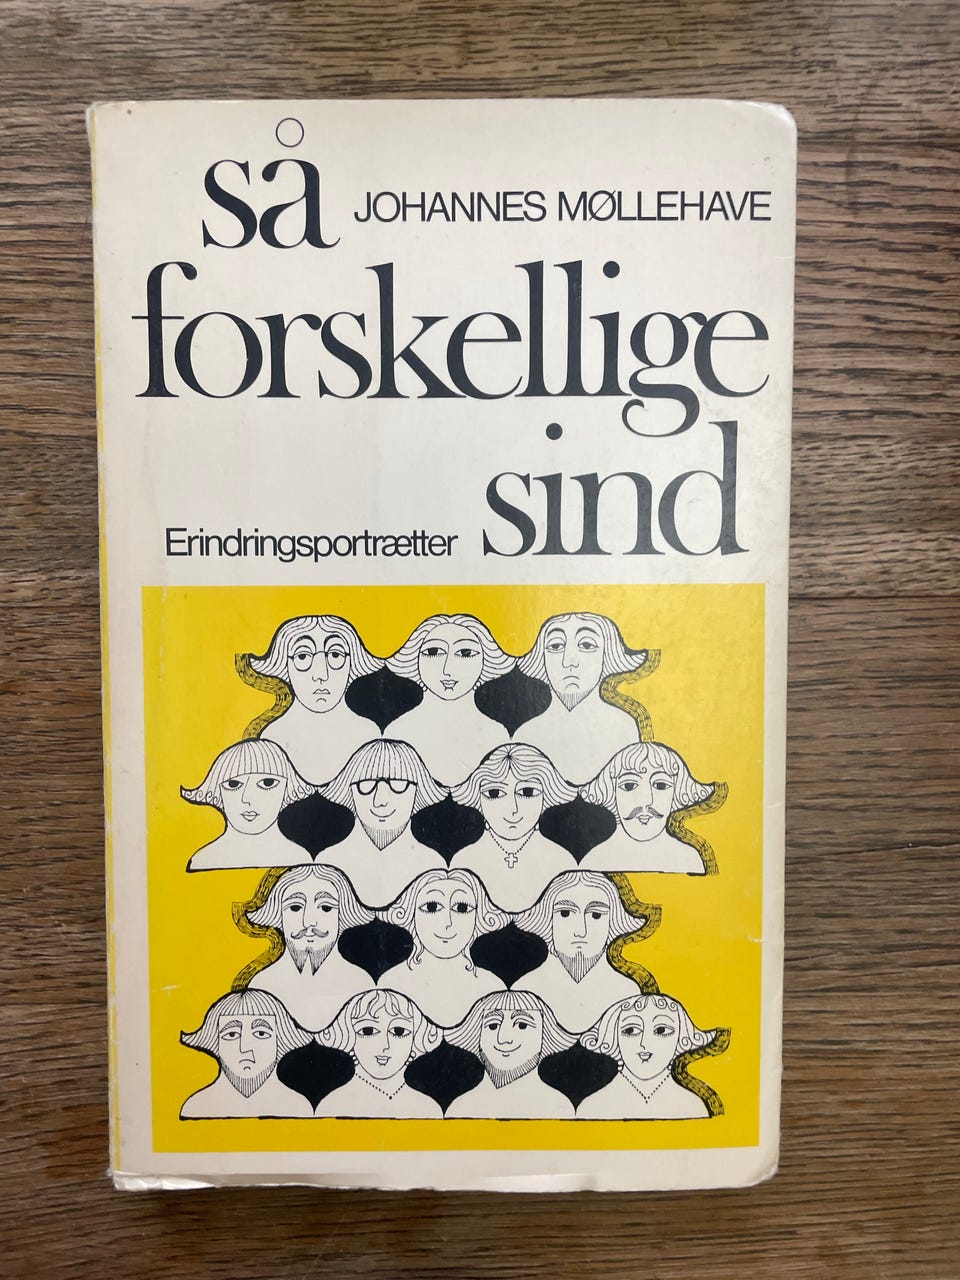 så
JOHANNES MØLLEHAVE
forskellige
sind
Erindringsportrætter